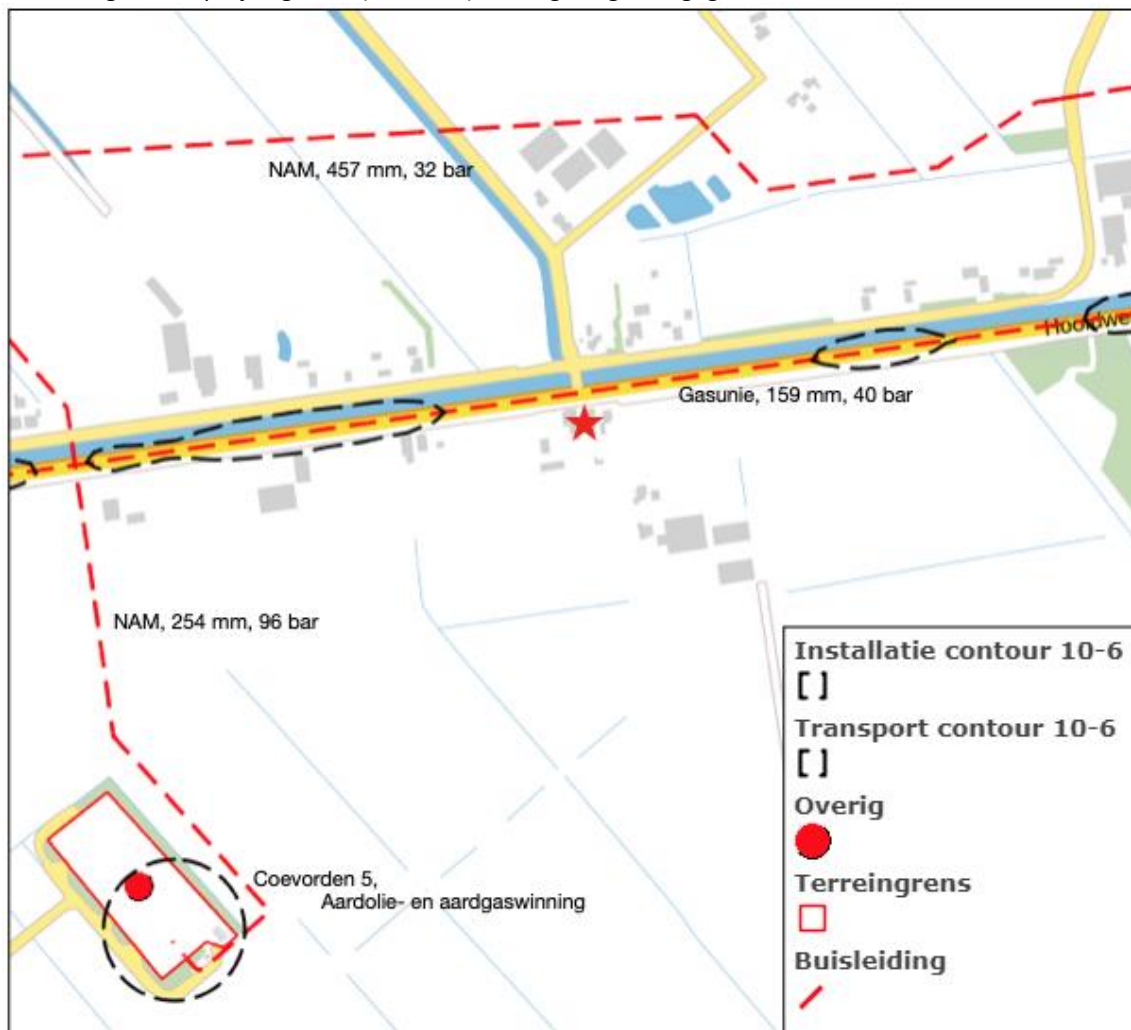 NAM, 457 mm, 32 bar
Gasunie, 159 mm, 40 bar
NAM, 254 mm, 96 bar
Coevorden 5,
Aardolie- en aardgaswinning
Installatie contour 10-6
Transport contour 10-6
Overig
Terreingrens
Buisleiding